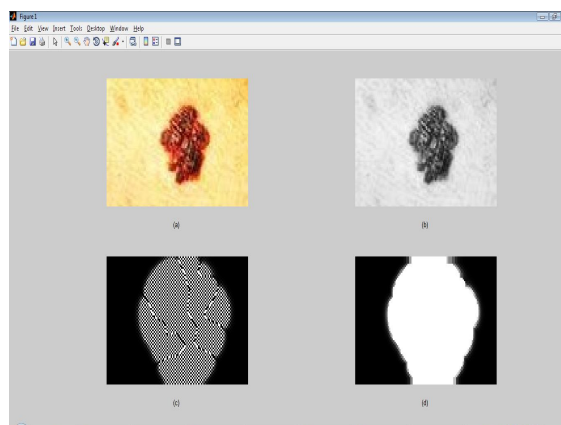 Figure 1
File Edit View Insert Tools Desktop Window Help
(a)
(b)
(c)
(d)